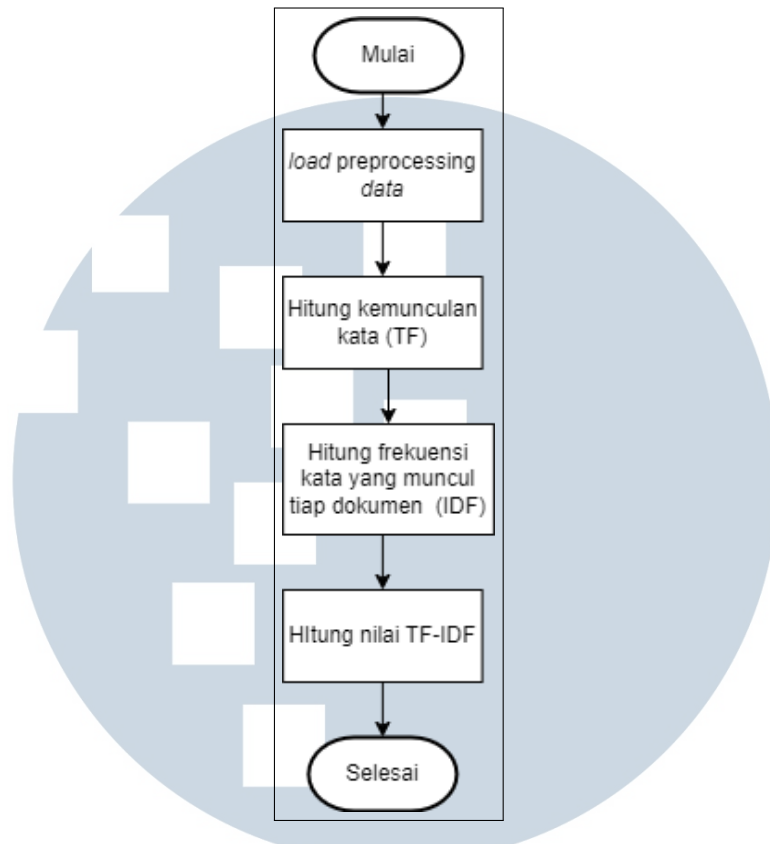 Mulai
load preprocessing
data
Hitung kemunculan
kata (TF)
Hitung frekuensi
kata yang muncul
tiap dokumen  (IDF)
HItung nilai TF-IDF
Selesai